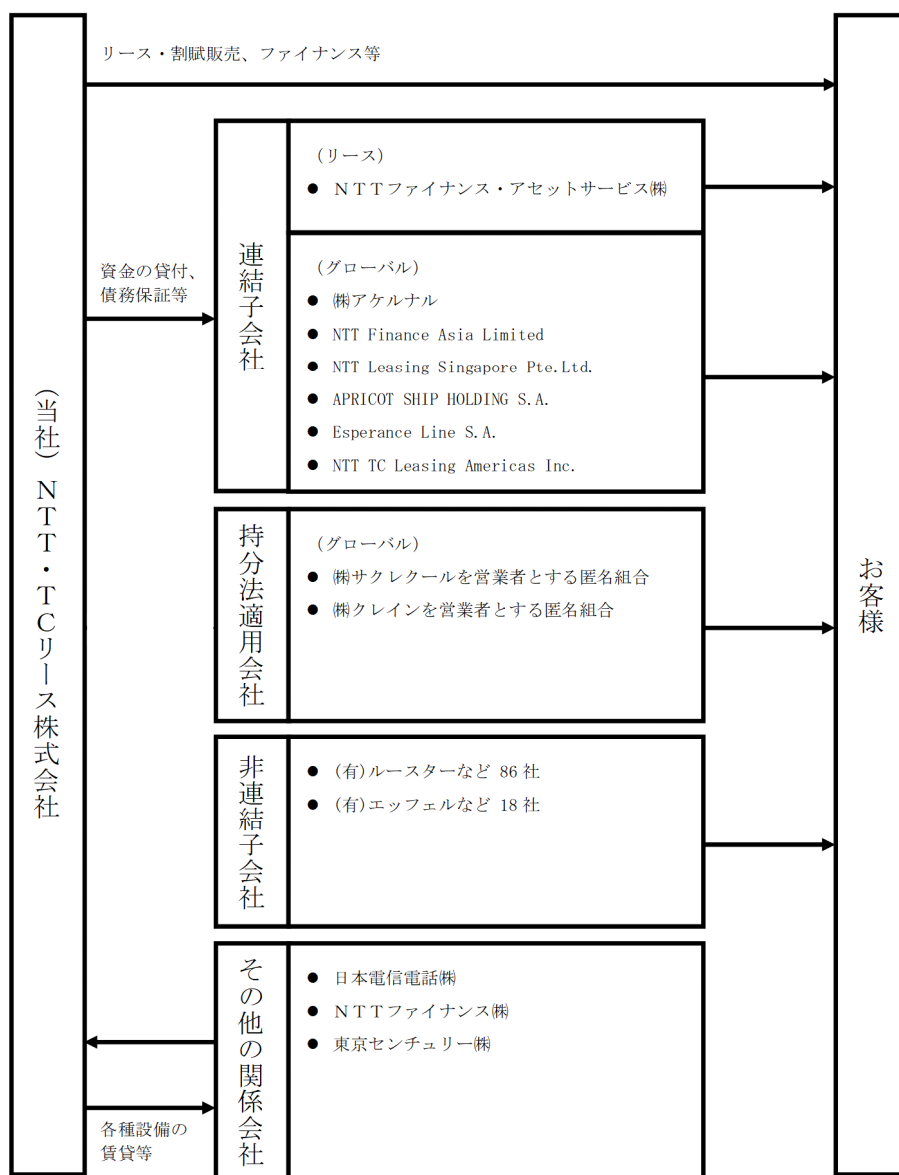 リース・割賦販売、ファイナンス等
(当社)NTT・TCリース株式会社
資金の貸付、
債務保証等
連結子会社
(リース)
● NTTファイナンス・アセットサービス㈱
(グローバル)
● ㈱アケルナル
● NTT Finance Asia Limited
● NTT Leasing Singapore Pte.Ltd.
● APRICOT SHIP HOLDING S.A.
● Esperance Line S.A.
● NTT TC Leasing Americas Inc.
持分法適用会社
(グローバル)
● ㈱サクレクールを営業者とする匿名組合
● ㈱クレインを営業者とする匿名組合
非連結子会社
● (有)ルースターなど 86 社
● (有)エッフェルなど 18 社
その他の関係会社
● 日本電信電話㈱
● NTTファイナンス㈱
● 東京センチュリー㈱
各種設備の
賃貸等
お客様